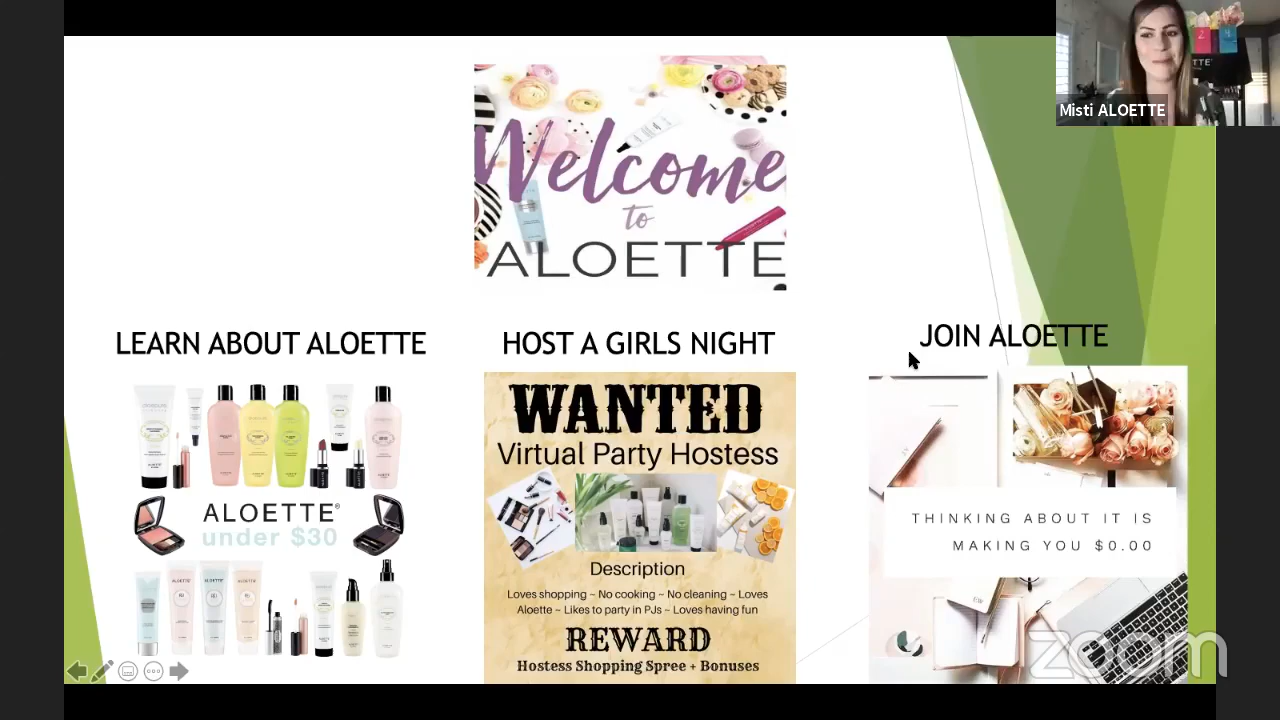 Misti ALOETTE
Welcome
to
ALOETTE
LEARN ABOUT ALOETTE
HOST A GIRLS NIGHT
JOIN ALOETTE
ALOETTE®
under $30
WANTED
Virtual Party Hostess
Description
Loves shopping ~ No cooking ~ No cleaning ~ Loves
Aloette ~ Likes to party in PJs ~ Loves having fun
REWARD
Hostess Shopping Spree + Bonuses
THINKING ABOUT IT IS
MAKING YOU $0.00
zoom